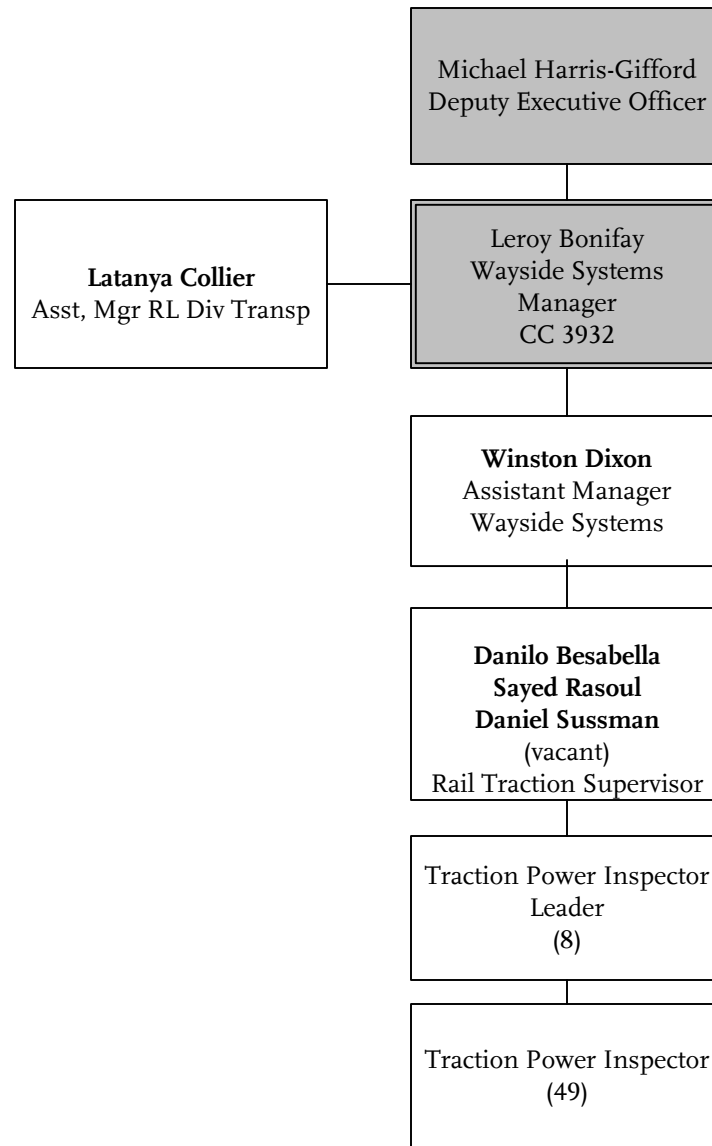 Michael Harris-Gifford
Deputy Executive Officer
Latanya Collier
Asst, Mgr RL Div Transp
Leroy Bonifay
Wayside Systems
Manager
CC 3932
Winston Dixon
Assistant Manager
Wayside Systems
Danilo Besabella
Sayed Rasoul
Daniel Sussman
(vacant)
Rail Traction Supervisor
Traction Power Inspector
Leader
(8)
Traction Power Inspector
(49)